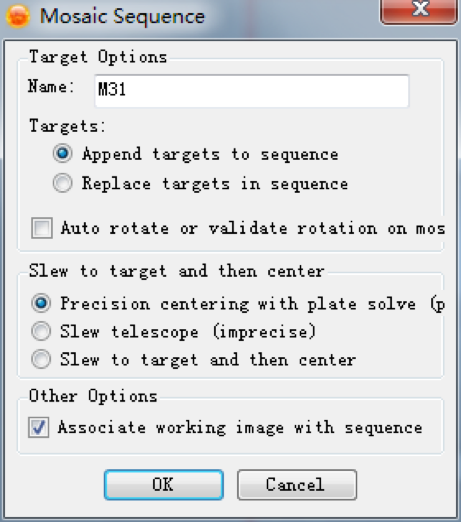 Mosaic Sequence
Target Options
Name: M31
Targets:
Append targets to sequence
Replace targets in sequence
Auto rotate or validate rotation on mos
Slew to target and then center
Precision centering with plate solve (p
Slew telescope (imprecise)
Slew to target and then center
Other Options
Associate working image with sequence
OK Cancel